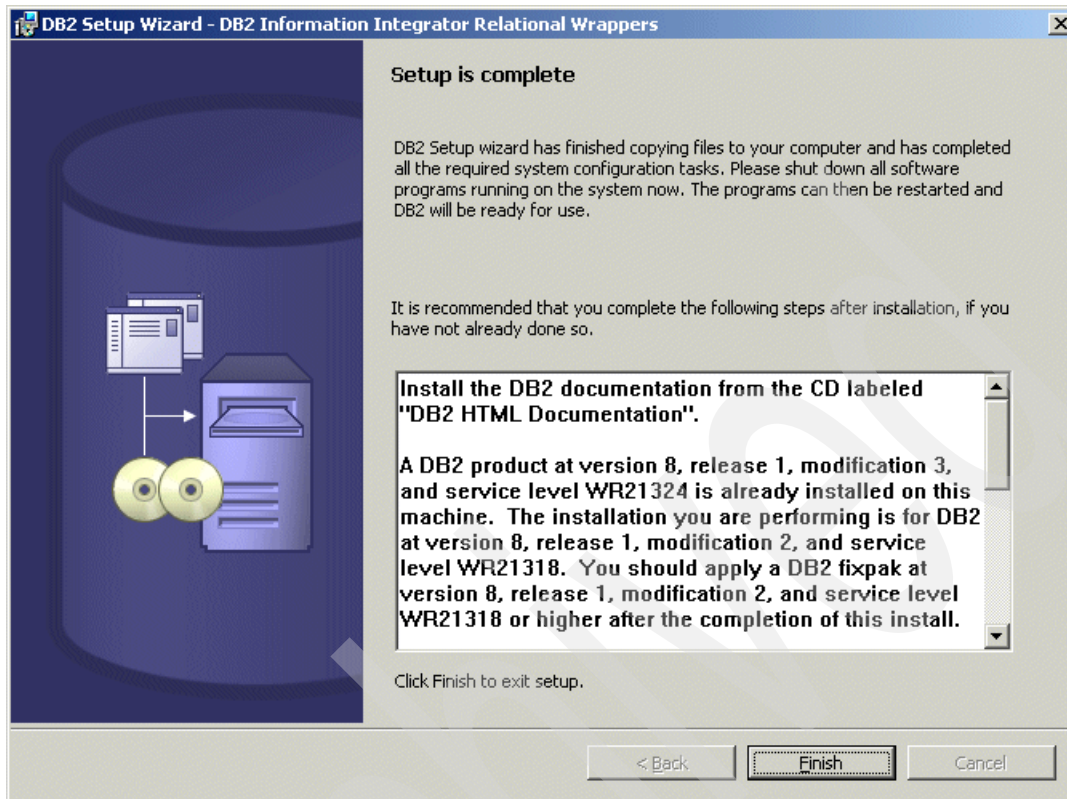 DB2 Setup Wizard - DB2 Information Integrator Relational Wrappers
Setup is complete
DB2 Setup wizard has finished copying files to your computer and has completed
all the required system configuration tasks. Please shut down all software
programs running on the system now. The programs can then be restarted and
DB2 will be ready for use.
It is recommended that you complete the following steps after installation, if you
have not already done so.
Install the DB2 documentation from the CD labeled
"DB2 HTML Documentation".
A DB2 product at version 8, release 1, modification 3,
and service level WR21324 is already installed on this
machine. The installation you are performing is for DB2
at version 8, release 1, modification 2, and service
level WR21318. You should apply a DB2 fixpak at
version 8, release 1, modification 2, and service level
WR21318 or higher after the completion of this install.
Click Finish to exit setup.
< Back
Finish
Cancel